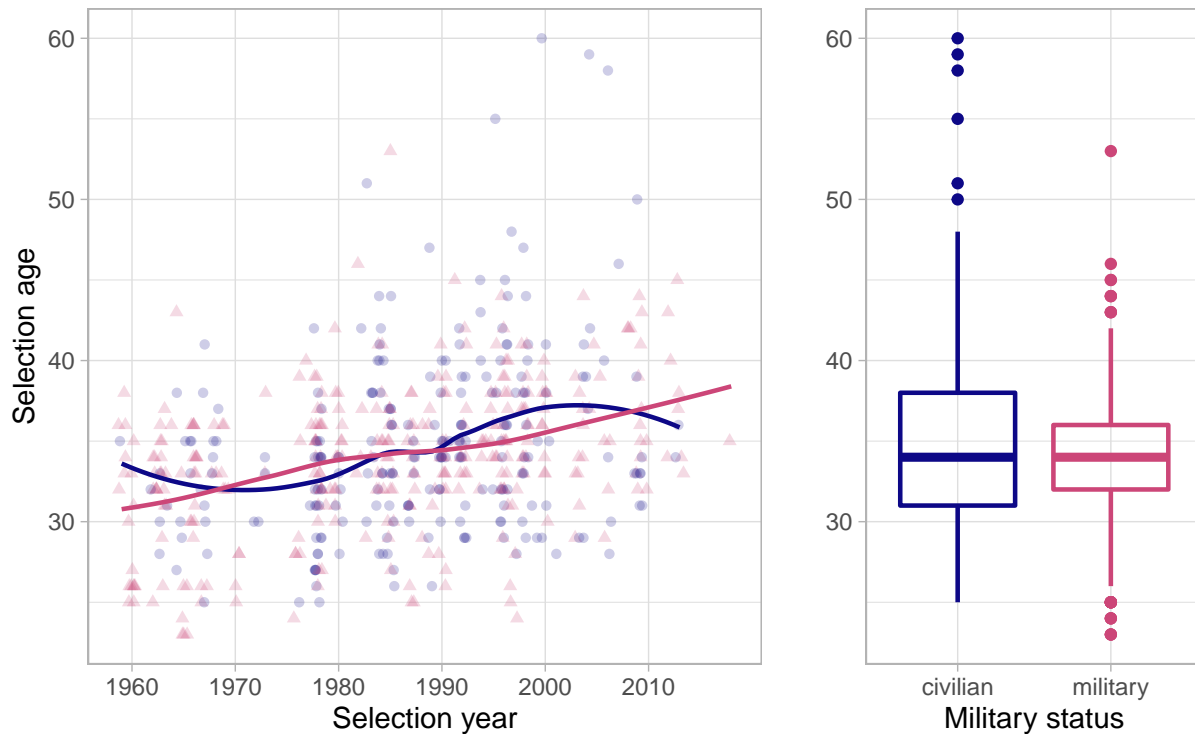 60
50
40
30
Selection age
1960 1970 1980 1990 2000 2010
Selection year
60
50
40
30
civilian military
Military status